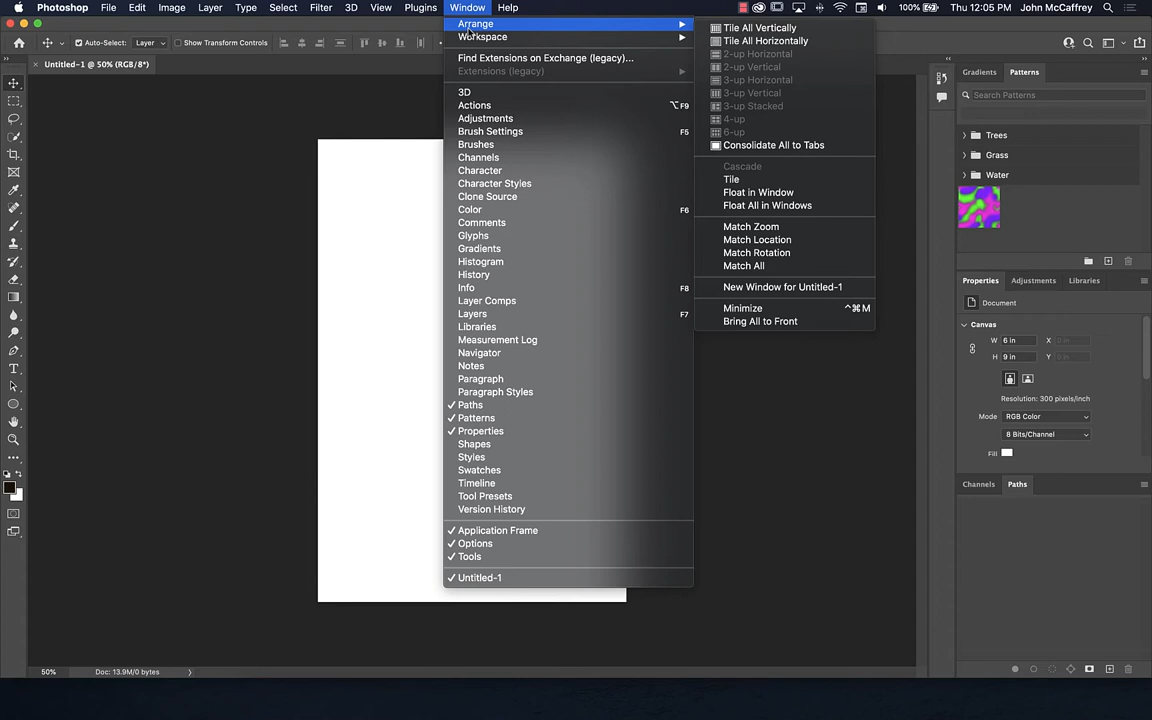 Photoshop File Edit Image Layer Type Select Filter 3D View Plugins Window Help 100% Thu 12:05 PM John McCaffrey
Auto-Select: Layer Show Transform Controls
Untitled-1 @ 50% (RGB/8*)
Arrange
Workspace
Find Extensions on Exchange (legacy)...
Extensions (legacy)
3D
Actions ⌥F9
Adjustments
Brush Settings F5
Brushes
Channels
Character
Character Styles
Clone Source
Color F6
Comments
Glyphs
Gradients
Histogram
History
Info F8
Layer Comps
Layers F7
Libraries
Measurement Log
Navigator
Notes
Paragraph
Paragraph Styles
✓ Paths
✓ Patterns
✓ Properties
Shapes
Styles
Swatches
Timeline
Tool Presets
Version History
✓ Application Frame
✓ Options
✓ Tools
✓ Untitled-1
Tile All Vertically
Tile All Horizontally
2-up Horizontal
2-up Vertical
3-up Horizontal
3-up Vertical
3-up Stacked
4-up
6-up
Consolidate All to Tabs
Cascade
Tile
Float in Window
Float All in Windows
Match Zoom
Match Location
Match Rotation
Match All
New Window for Untitled-1
Minimize ^⌘M
Bring All to Front
Gradients Patterns
Search Patterns
Trees
Grass
Water
Properties Adjustments Libraries
Document
Canvas
W 6 in X 0 in
H 9 in Y 0 in
Resolution: 300 pixels/inch
Mode RGB Color
8 Bits/Channel
Fill
Channels Paths
50% Doc: 13.9M/0 bytes